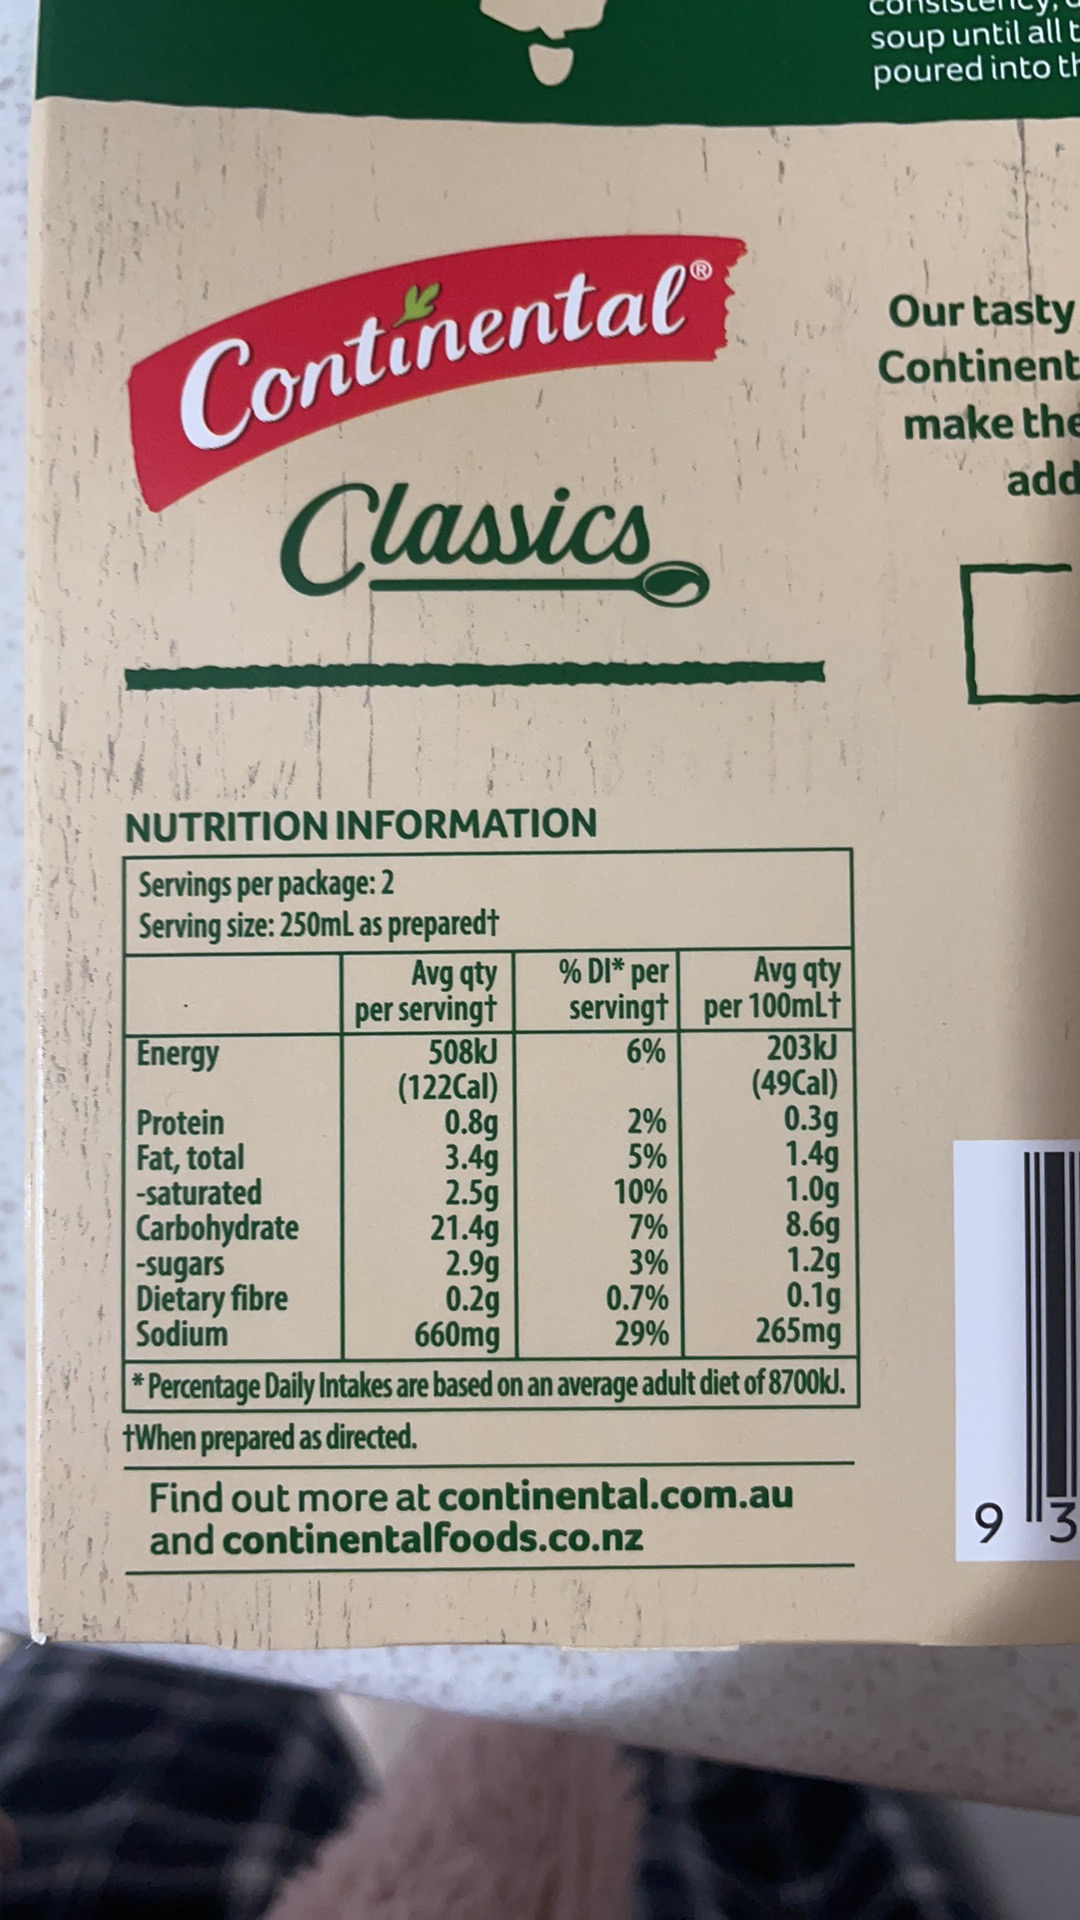 soup until all
poured into
Continental®
Classics
Our tasty
make the
add
NUTRITION INFORMATION
Servings per package: 2
Serving size: 250mL as prepared†
Avg qty per serving† % DI* per serving† Avg qty per 100mL†
Energy 508kJ 6% 203kJ
(122Cal) (49Cal)
Protein 0.8g 2% 0.3g
Fat, total 3.4g 5% 1.4g
-saturated 2.5g 10% 1.0g
Carbohydrate 21.4g 7% 8.6g
-sugars 2.9g 3% 1.2g
Dietary fibre 0.2g 0.7% 0.1g
Sodium 660mg 29% 265mg
* Percentage Daily Intakes are based on an average adult diet of 8700kJ.
†When prepared as directed.
Find out more at continental.com.au
and continentalfoods.co.nz
9 3